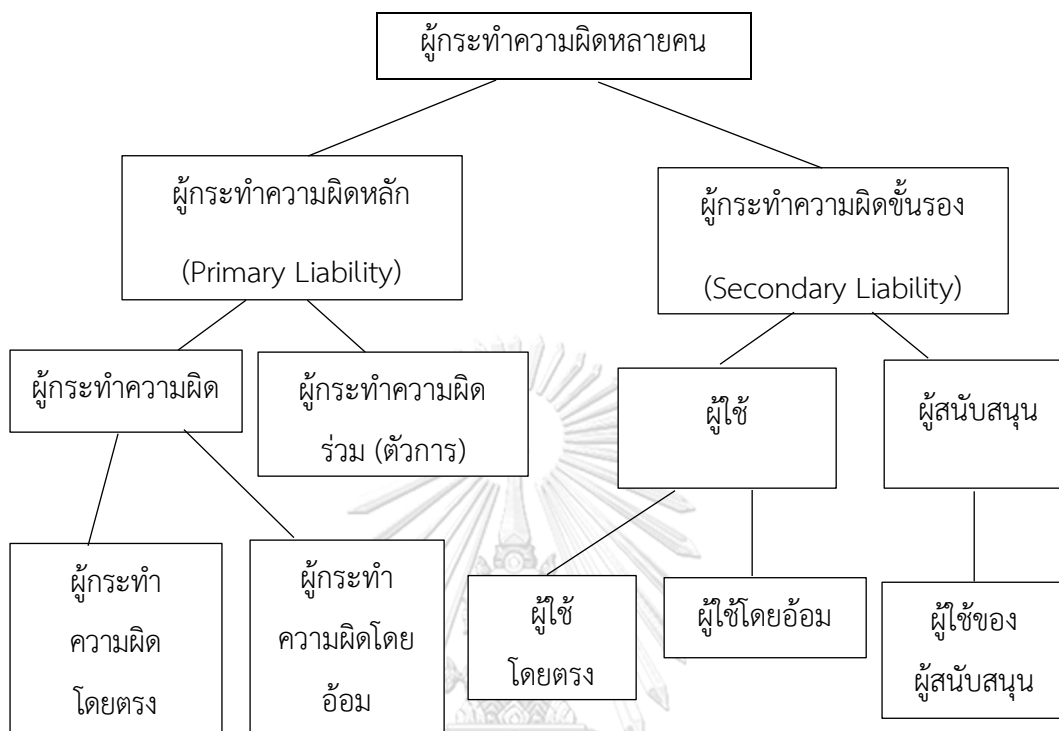 ผู้กระทำความผิดหลายคน
ผู้กระทำความผิดหลัก
(Primary Liability)
ผู้กระทำความผิดขั้นรอง
(Secondary Liability)
ผู้กระทำความผิด
ผู้กระทำความผิด
ร่วม (ตัวการ)
ผู้ใช้
ผู้สนับสนุน
ผู้กระทำ
ความผิด
โดยตรง
ผู้กระทำ
ความผิดโดย
อ้อม
ผู้ใช้
โดยตรง
ผู้ใช้โดยอ้อม
ผู้ใช้ของ
ผู้สนับสนุน